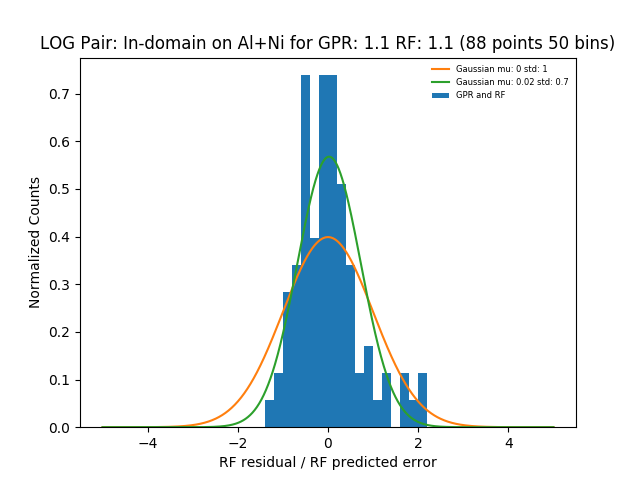 LOG Pair: In-domain on Al+Ni for GPR: 1.1 RF: 1.1 (88 points 50 bins)
Gaussian mu: 0 std: 1
Gaussian mu: 0.02 std: 0.7
GPR and RF
Normalized Counts
0.7
0.6
0.5
0.4
0.3
0.2
0.1
0.0
−4
−2
0
2
4
RF residual / RF predicted error